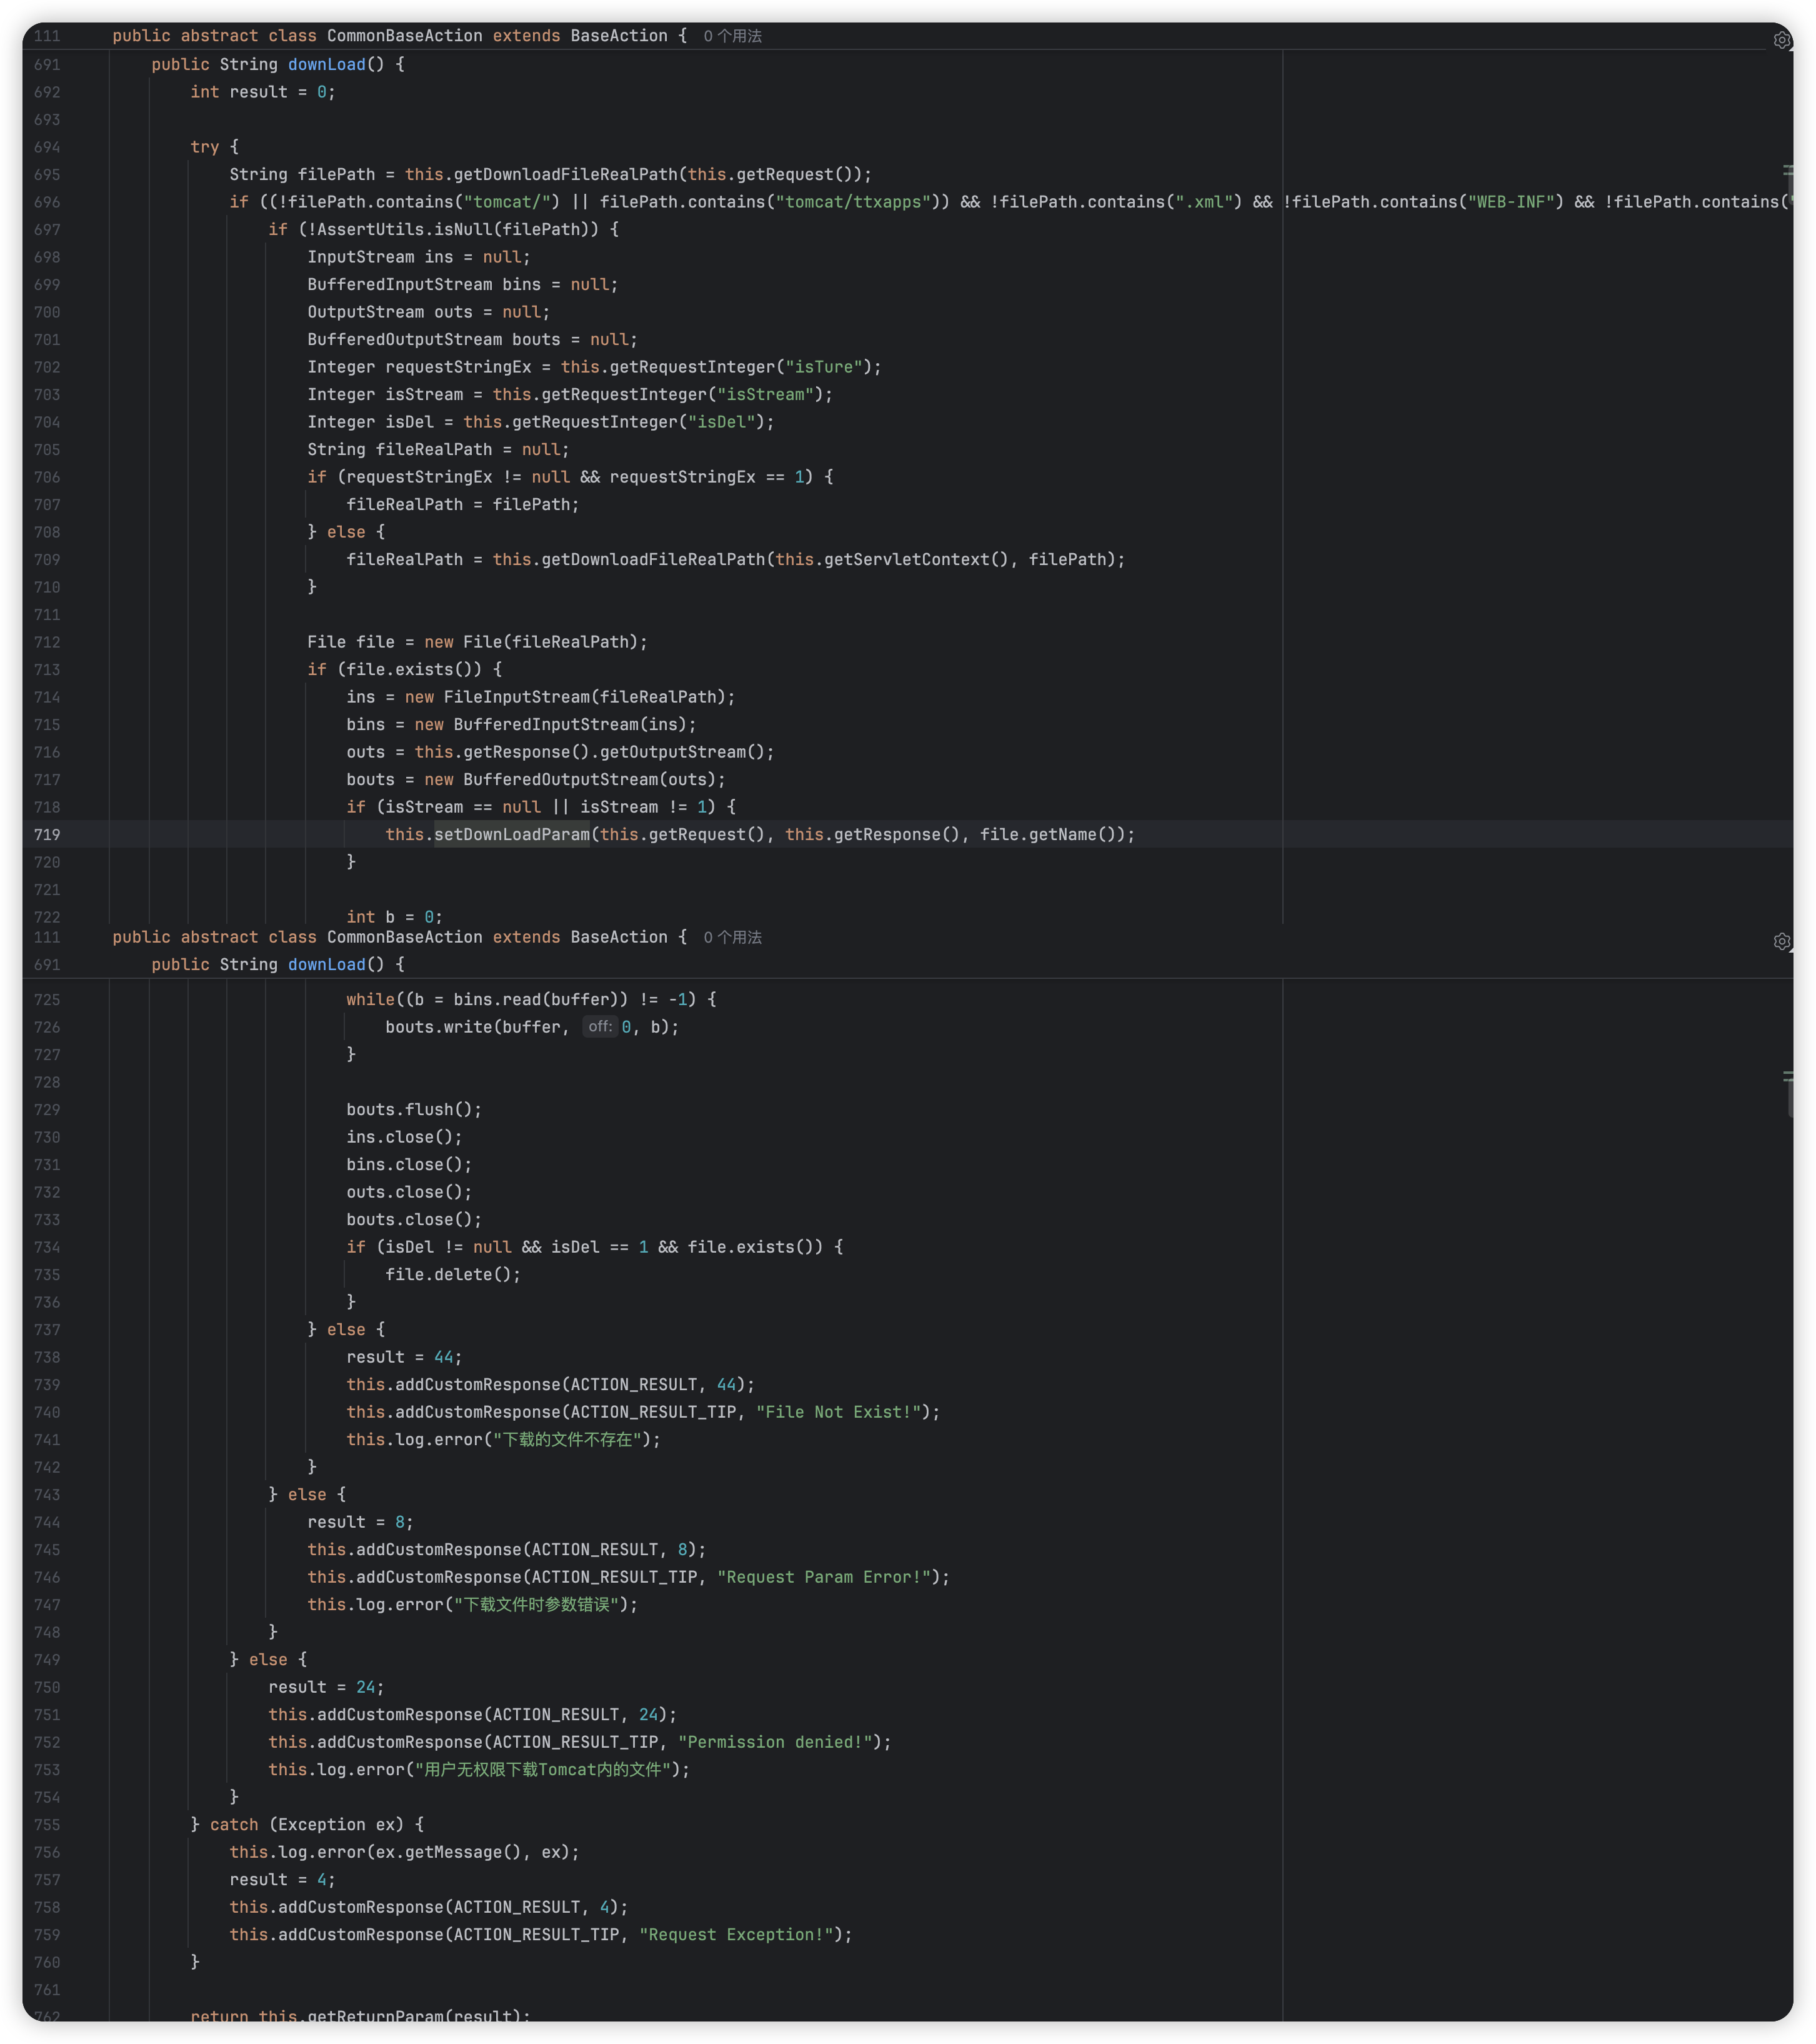 111 public abstract class CommonBaseAction extends BaseAction { 0 个用法
691 public String downLoad() {
692 int result = 0;
693
694 try {
695 String filePath = this.getDownloadFileRealPath(this.getRequest());
696 if ((!filePath.contains("tomcat/") || filePath.contains("tomcat/ttxapps")) && !filePath.contains(".xml") && !filePath.contains("WEB-INF") && !filePath.contains(
697 if (!AssertUtils.isNull(filePath)) {
698 InputStream ins = null;
699 BufferedInputStream bins = null;
700 OutputStream outs = null;
701 BufferedOutputStream bouts = null;
702 Integer requestStringEx = this.getRequestInteger("isTure");
703 Integer isStream = this.getRequestInteger("isStream");
704 Integer isDel = this.getRequestInteger("isDel");
705 String fileRealPath = null;
706 if (requestStringEx != null && requestStringEx == 1) {
707 fileRealPath = filePath;
708 } else {
709 fileRealPath = this.getDownloadFileRealPath(this.getServletContext(), filePath);
710 }
711
712 File file = new File(fileRealPath);
713 if (file.exists()) {
714 ins = new FileInputStream(fileRealPath);
715 bins = new BufferedInputStream(ins);
716 outs = this.getResponse().getOutputStream();
717 bouts = new BufferedOutputStream(outs);
718 if (isStream == null || isStream != 1) {
719 this.setDownLoadParam(this.getRequest(), this.getResponse(), file.getName());
720 }
721
722 int b = 0;
111 public abstract class CommonBaseAction extends BaseAction { 0 个用法
691 public String downLoad() {
725 while((b = bins.read(buffer)) != -1) {
726 bouts.write(buffer, off: 0, b);
727 }
728
729 bouts.flush();
730 ins.close();
731 bins.close();
732 outs.close();
733 bouts.close();
734 if (isDel != null && isDel == 1 && file.exists()) {
735 file.delete();
736 }
737 } else {
738 result = 44;
739 this.addCustomResponse(ACTION_RESULT, 44);
740 this.addCustomResponse(ACTION_RESULT_TIP, "File Not Exist!");
741 this.log.error("下载的文件不存在");
742 }
743 } else {
744 result = 8;
745 this.addCustomResponse(ACTION_RESULT, 8);
746 this.addCustomResponse(ACTION_RESULT_TIP, "Request Param Error!");
747 this.log.error("下载文件时参数错误");
748 }
749 } else {
750 result = 24;
751 this.addCustomResponse(ACTION_RESULT, 24);
752 this.addCustomResponse(ACTION_RESULT_TIP, "Permission denied!");
753 this.log.error("用户无权限下载Tomcat内的文件");
754 }
755 } catch (Exception ex) {
756 this.log.error(ex.getMessage(), ex);
757 result = 4;
758 this.addCustomResponse(ACTION_RESULT, 4);
759 this.addCustomResponse(ACTION_RESULT_TIP, "Request Exception!");
760 }
761
762 return this.getReturnParam(result);